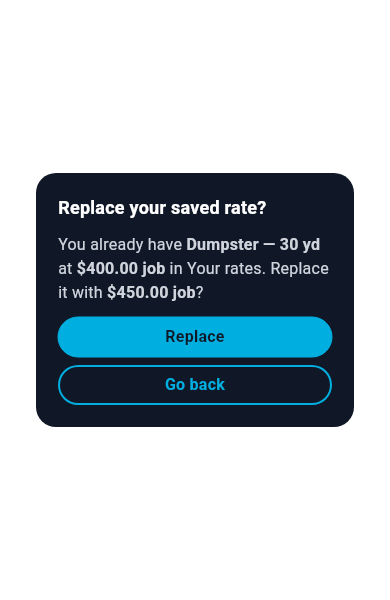 Replace your saved rate?
You already have Dumpster — 30 yd
at $400.00 job in Your rates. Replace
it with $450.00 job?
Replace
Go back